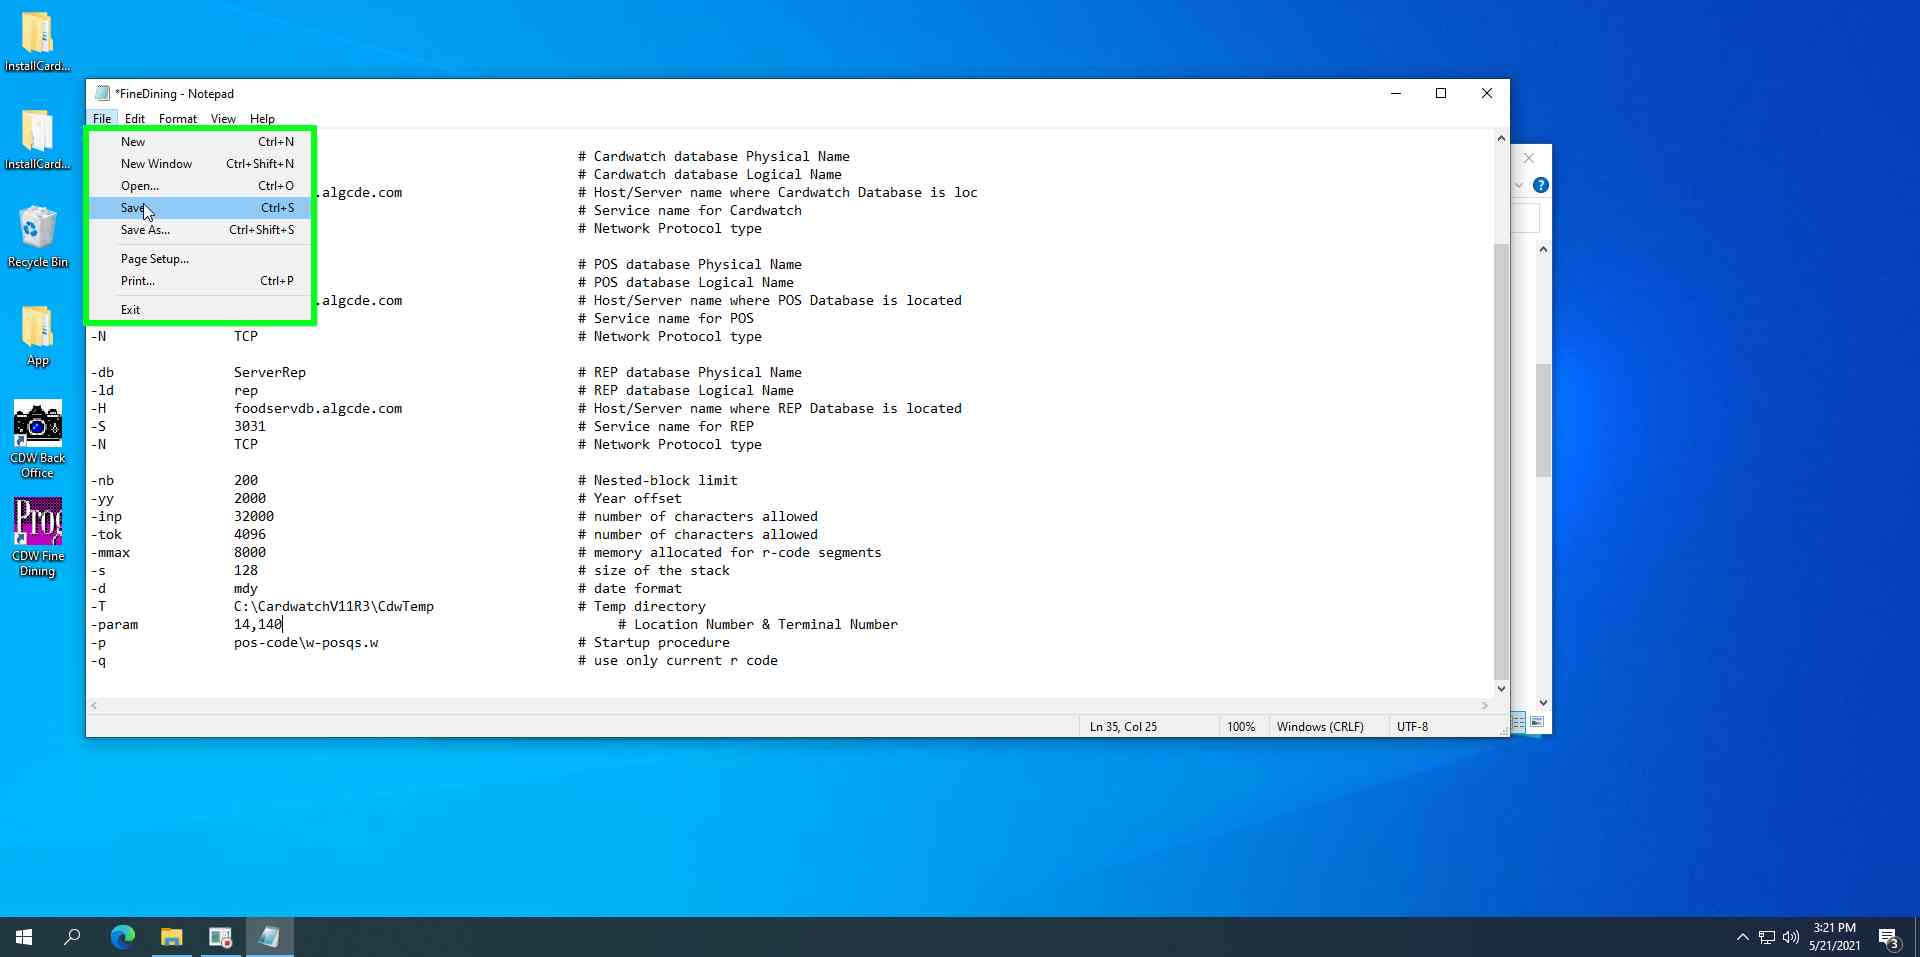 InstallCard...
InstallCard...
Recycle Bin
App
CDW Back
Office
Prog
CDW Fine
Dining
*FineDining - Notepad
File Edit Format View Help
New Ctrl+N
New Window Ctrl+Shift+N
Open... Ctrl+O
Save Ctrl+S
Save As... Ctrl+Shift+S
Page Setup...
Print... Ctrl+P
Exit
# Cardwatch database Physical Name
# Cardwatch database Logical Name
.algcde.com # Host/Server name where Cardwatch Database is loc
# Service name for Cardwatch
# Network Protocol type
# POS database Physical Name
# POS database Logical Name
.algcde.com # Host/Server name where POS Database is located
# Service name for POS
-N TCP # Network Protocol type
-db ServerRep # REP database Physical Name
-ld rep # REP database Logical Name
-H foodservdb.algcde.com # Host/Server name where REP Database is located
-S 3031 # Service name for REP
-N TCP # Network Protocol type
-nb 200 # Nested-block limit
-yy 2000 # Year offset
-inp 32000 # number of characters allowed
-tok 4096 # number of characters allowed
-mmax 8000 # memory allocated for r-code segments
-s 128 # size of the stack
-d mdy # date format
-T C:\CardwatchV11R3\CdwTemp # Temp directory
-param 14,140 # Location Number & Terminal Number
-p pos-code\w-posqs.w # Startup procedure
-q # use only current r code
Ln 35, Col 25 100% Windows (CRLF) UTF-8
3:21 PM
5/21/2021
3